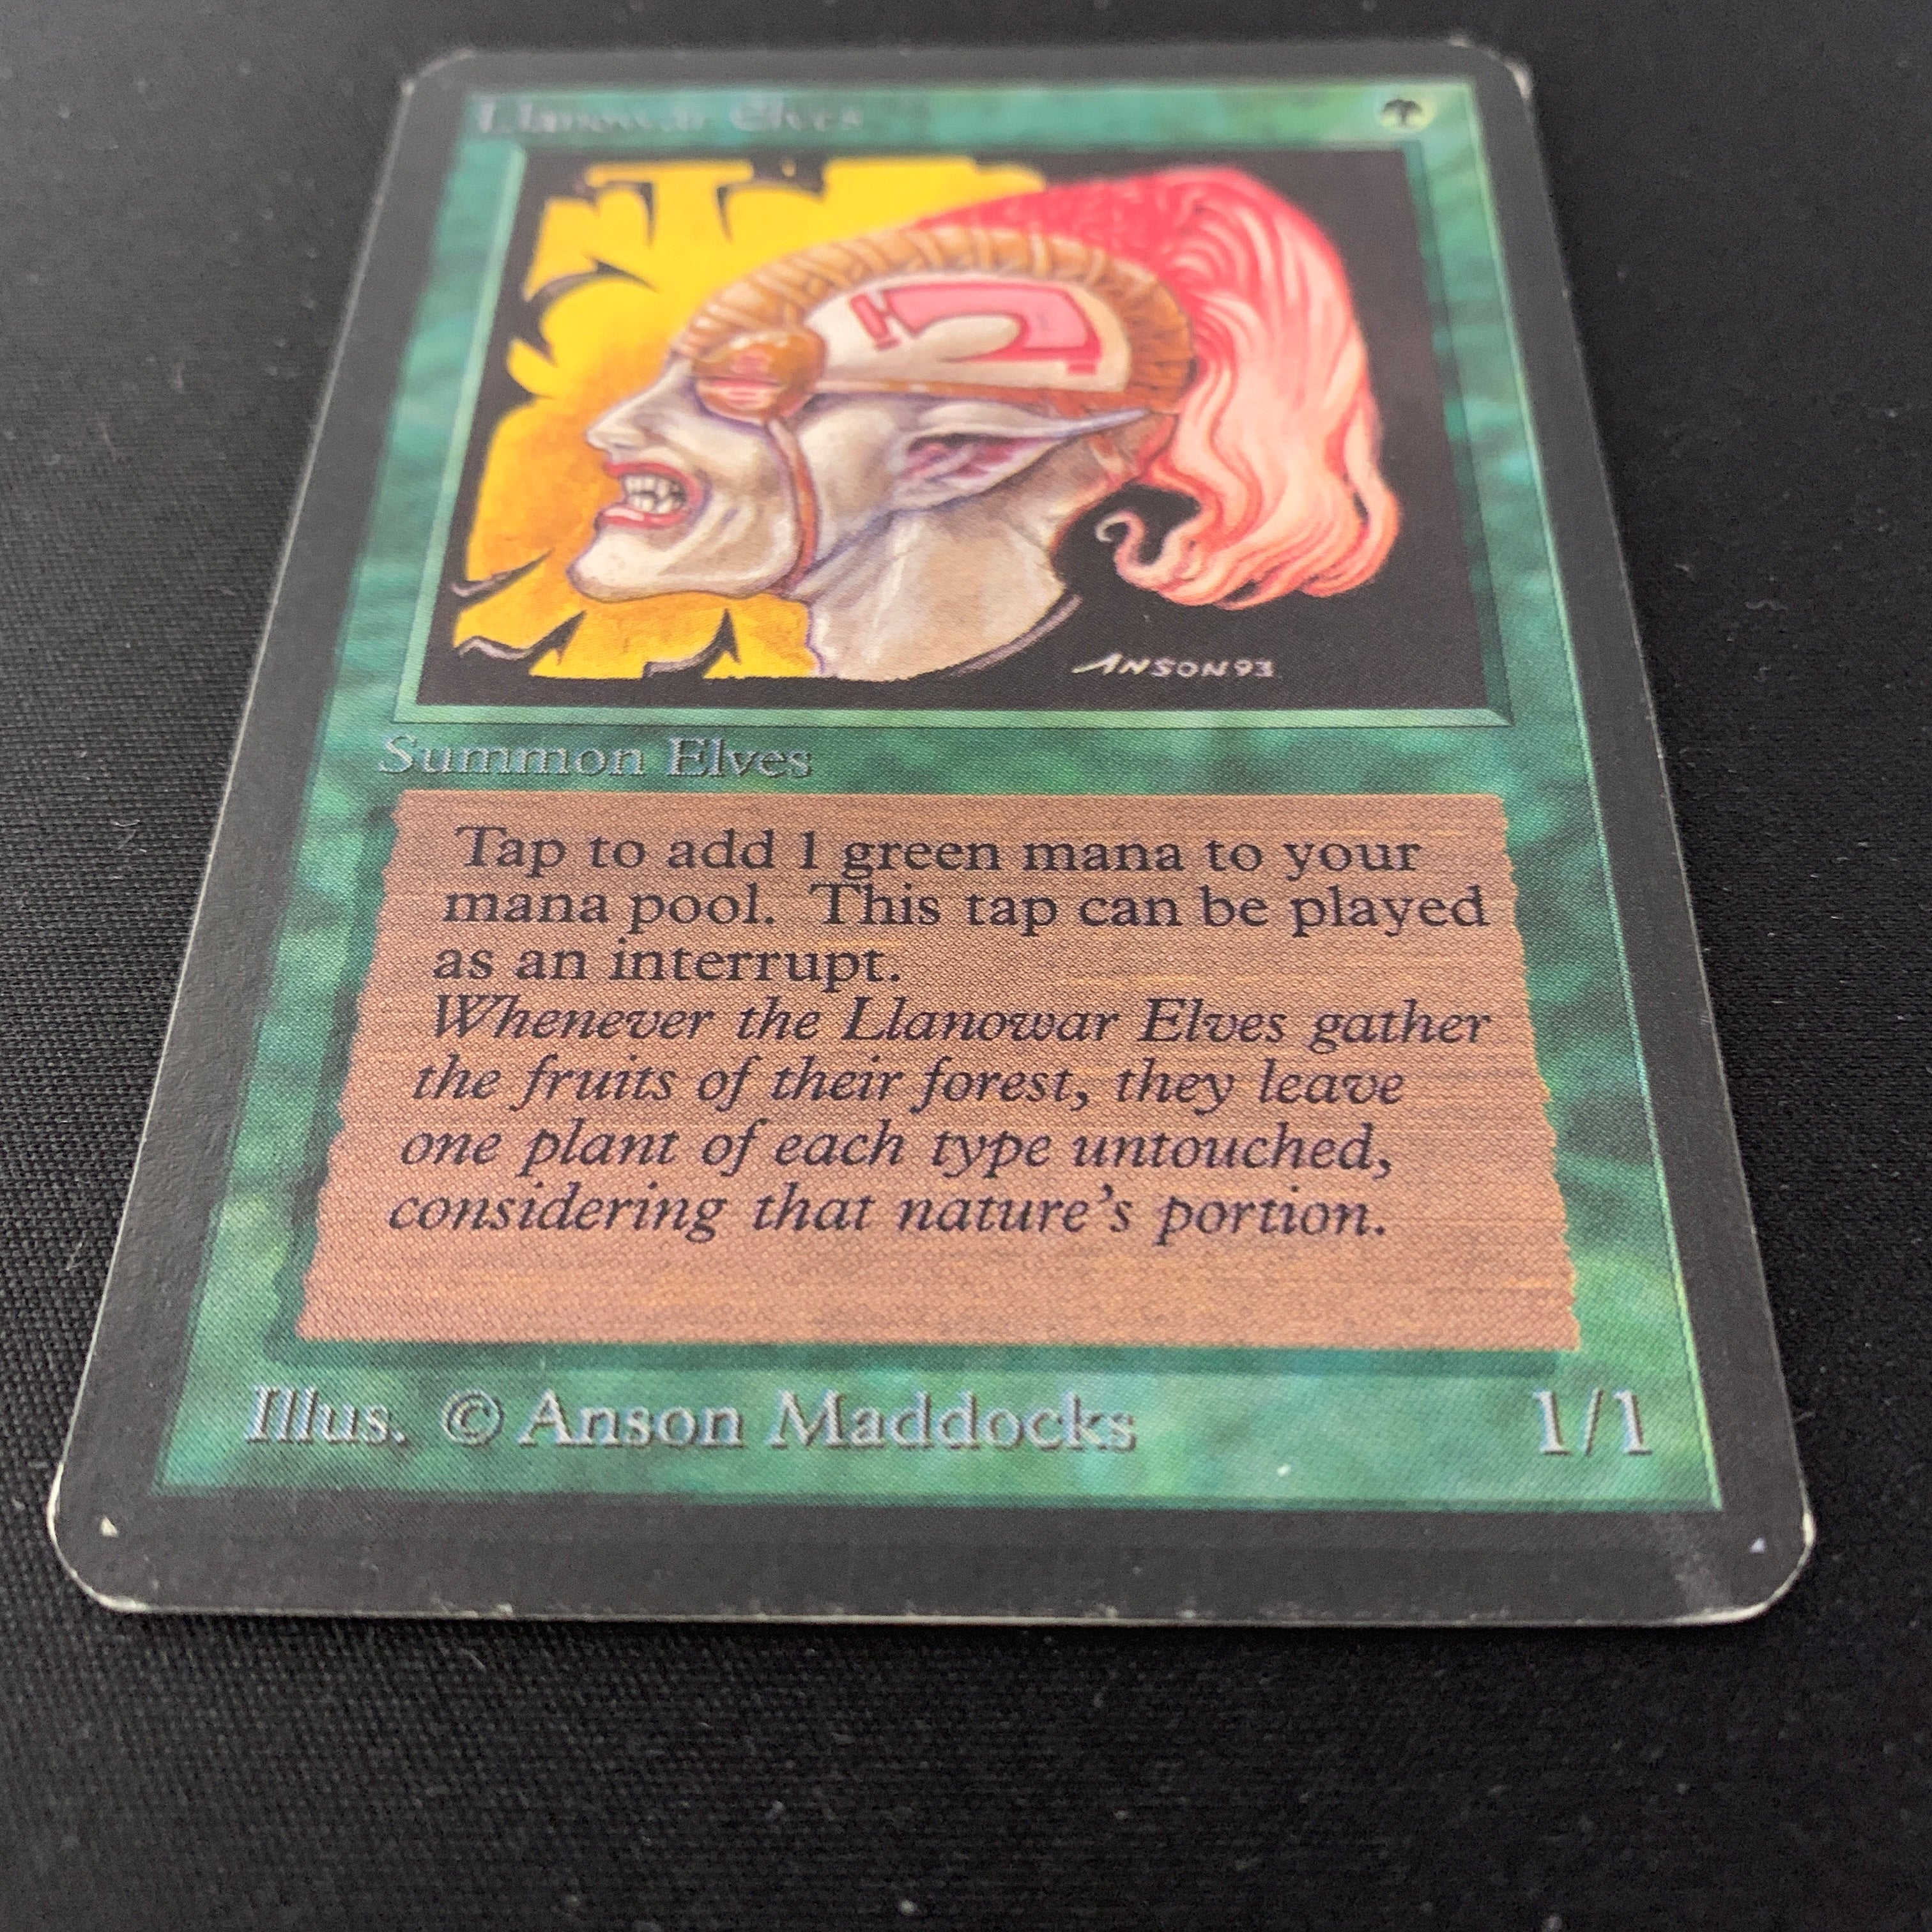 Llanowar Elves
ANSON93
Summon Elves
Tap to add 1 green mana to your
mana pool. This tap can be played
as an interrupt.
Whenever the Llanowar Elves gather
the fruits of their forest, they leave
one plant of each type untouched,
considering that nature's portion.
Illus. © Anson Maddocks
1/1